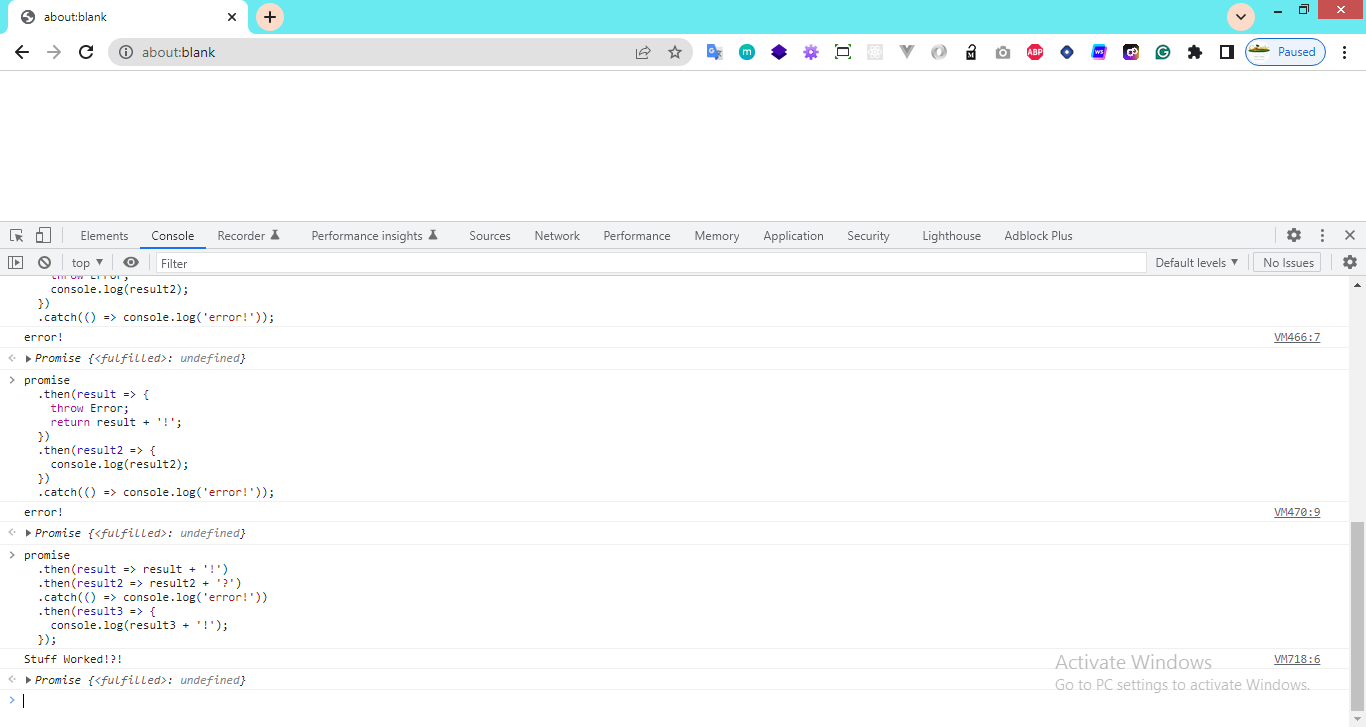 about:blank
about:blank
Paused
Elements Console Recorder Performance insights Sources Network Performance Memory Application Security Lighthouse Adblock Plus
top Filter Default levels No Issues
throw Error;
console.log(result2);
})
.catch(() => console.log('error!'));
error! VM466:7
Promise {<fulfilled>: undefined}
promise
.then(result => {
throw Error;
return result + '!';
})
.then(result2 => {
console.log(result2);
})
.catch(() => console.log('error!'));
error! VM470:9
Promise {<fulfilled>: undefined}
promise
.then(result => result + '!')
.then(result2 => result2 + '?')
.catch(() => console.log('error!'))
.then(result3 => {
console.log(result3 + '!');
});
Stuff Worked!?! VM718:6
Promise {<fulfilled>: undefined}
Activate Windows
Go to PC settings to activate Windows.